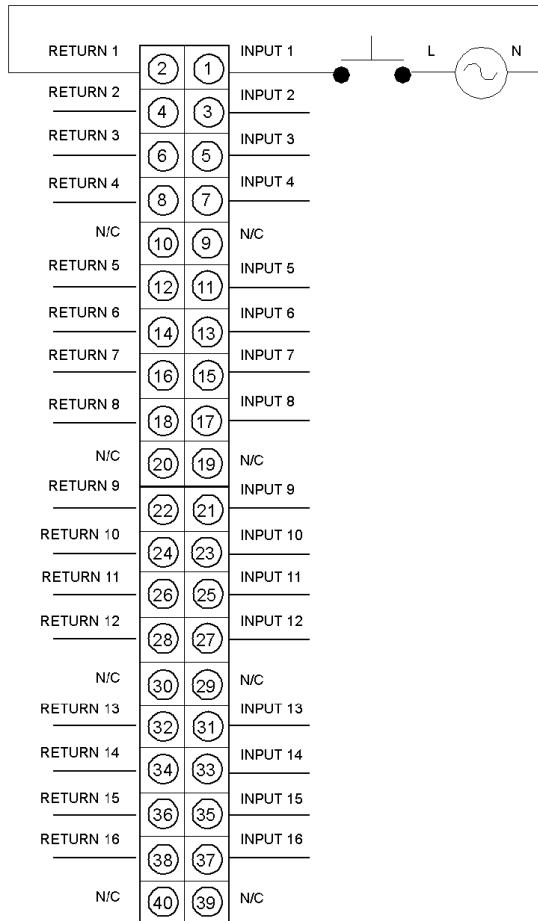 RETURN 1 2 1 INPUT 1 L N
RETURN 2 4 3 INPUT 2
RETURN 3 6 5 INPUT 3
RETURN 4 8 7 INPUT 4
N/C 10 9 N/C
RETURN 5 12 11 INPUT 5
RETURN 6 14 13 INPUT 6
RETURN 7 16 15 INPUT 7
RETURN 8 18 17 INPUT 8
N/C 20 19 N/C
RETURN 9 22 21 INPUT 9
RETURN 10 24 23 INPUT 10
RETURN 11 26 25 INPUT 11
RETURN 12 28 27 INPUT 12
N/C 30 29 N/C
RETURN 13 32 31 INPUT 13
RETURN 14 34 33 INPUT 14
RETURN 15 36 35 INPUT 15
RETURN 16 38 37 INPUT 16
N/C 40 39 N/C